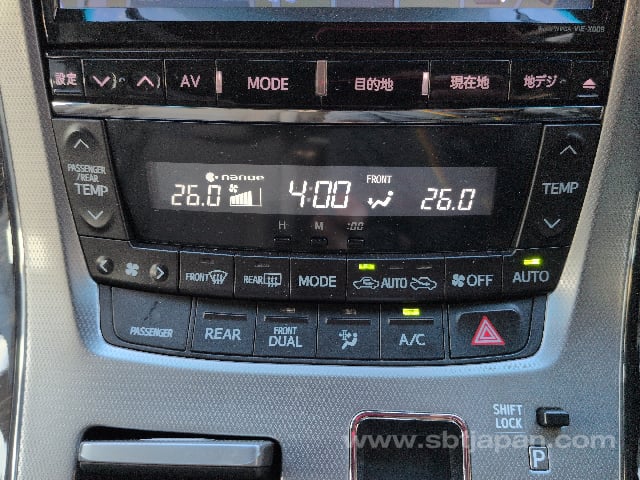 VIE-X008
設定 AV MODE 目的地 現在地 地デジ
PASSENGER
/REAR
TEMP
nanoe
26.0 4:00 FRONT 26.0
TEMP
H M :00
FRONT REAR MODE AUTO OFF AUTO
PASSENGER REAR FRONT
DUAL A/C
SHIFT
LOCK
www.sbtjapan.com
P